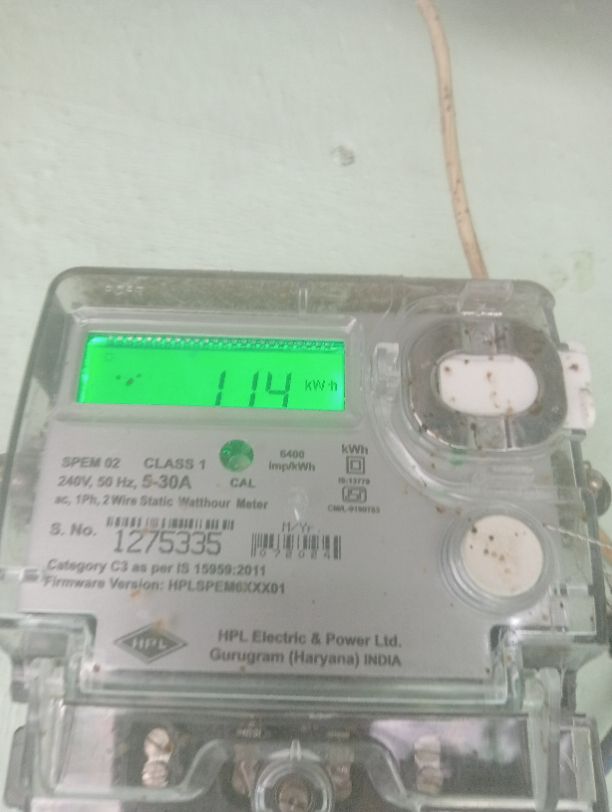 114 kWh
SPEM 02 CLASS 1
240V, 50 Hz, 5-30A
ac, 1Ph, 2 Wire Static Watthour Meter
CAL
6400
imp/kWh
kWh
IS:13779
S. No. 1275335
M/Yr.
Category C3 as per IS 15959:2011
Firmware Version: HPLSPEM6XXX01
HPL
HPL Electric & Power Ltd.
Gurugram (Haryana) INDIA